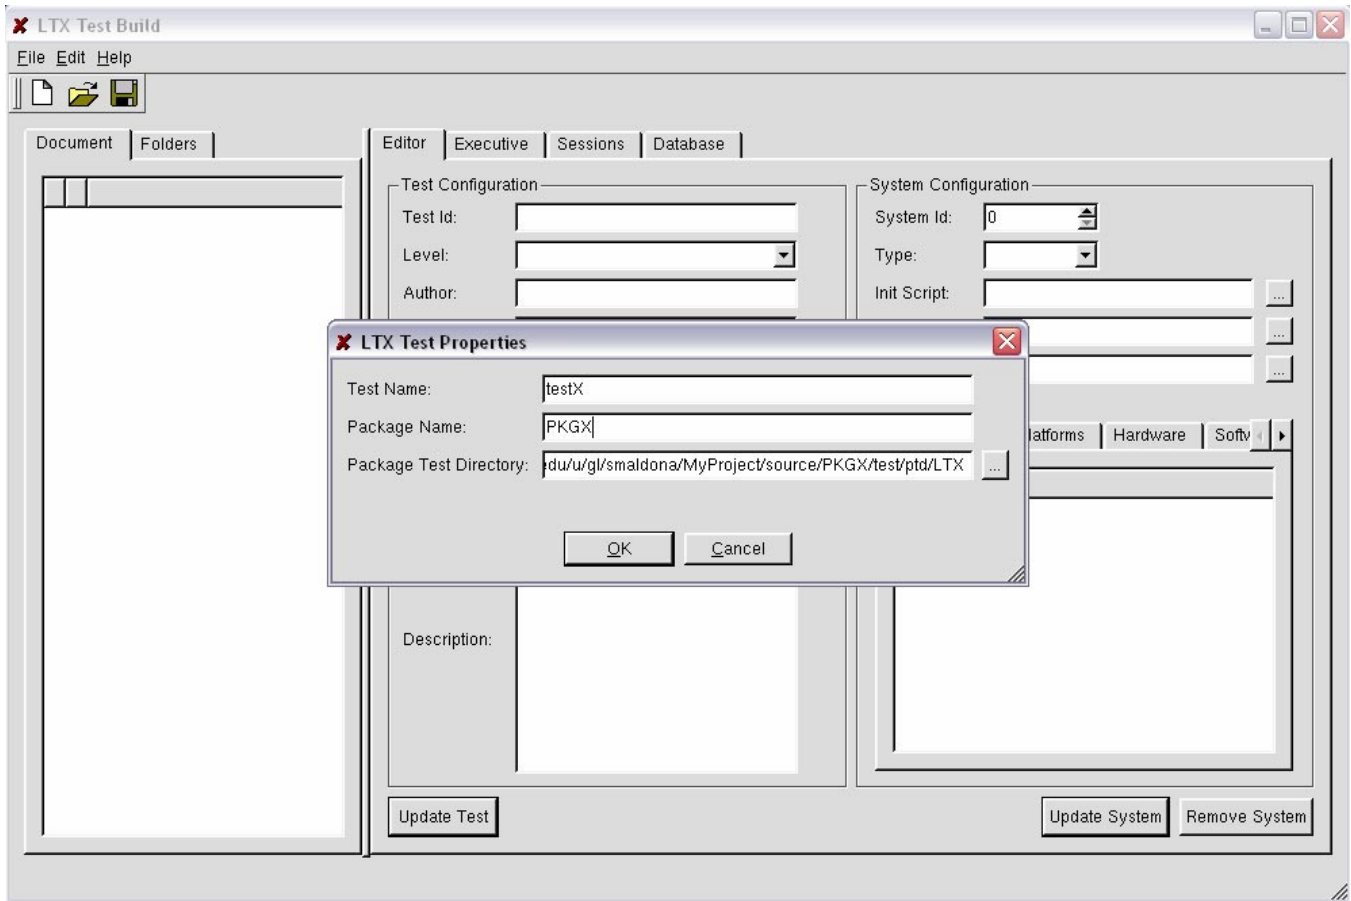 LTX Test Build
File Edit Help
Document Folders
Editor Executive Sessions Database
Test Configuration
Test Id:
Level:
Author:
System Configuration
System Id: 0
Type:
Init Script: ...
...
...
LTX Test Properties
Test Name: testX
Package Name: PKGX
Package Test Directory: du/u/gl/smaldona/MyProject/source/PKGX/test/ptd/LTX ...
OK Cancel
latforms Hardware Softv
Description:
Update Test
Update System Remove System